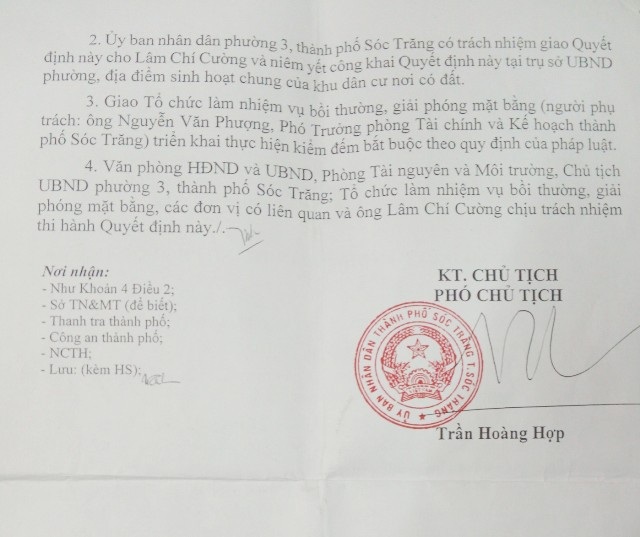 2. Ủy ban nhân dân phường 3, thành phố Sóc Trăng có trách nhiệm giao Quyết
định này cho Lâm Chí Cường và niêm yết công khai Quyết định này tại trụ sở UBND
phường, địa điểm sinh hoạt chung của khu dân cư nơi có đất.
3. Giao Tổ chức làm nhiệm vụ bồi thường, giải phóng mặt bằng (người phụ
trách: ông Nguyễn Văn Phượng, Phó Trưởng phòng Tài chính và Kế hoạch thành
phố Sóc Trăng) triển khai thực hiện kiểm đếm bắt buộc theo quy định của pháp luật.
4. Văn phòng HĐND và UBND, Phòng Tài nguyên và Môi trường, Chủ tịch
UBND phường 3, thành phố Sóc Trăng; Tổ chức làm nhiệm vụ bồi thường, giải
phóng mặt bằng, các đơn vị có liên quan và ông Lâm Chí Cường chịu trách nhiệm
thi hành Quyết định này./.
Nơi nhận:
- Như Khoản 4 Điều 2;
- Sở TN&MT (để biết);
- Thanh tra thành phố;
- Công an thành phố;
- NCTH;
- Lưu: (kèm HS);
KT. CHỦ TỊCH
PHÓ CHỦ TỊCH
ỦY BAN NHÂN DÂN THÀNH PHỐ SÓC TRĂNG T. SÓC TRĂNG
Trần Hoàng Hợp